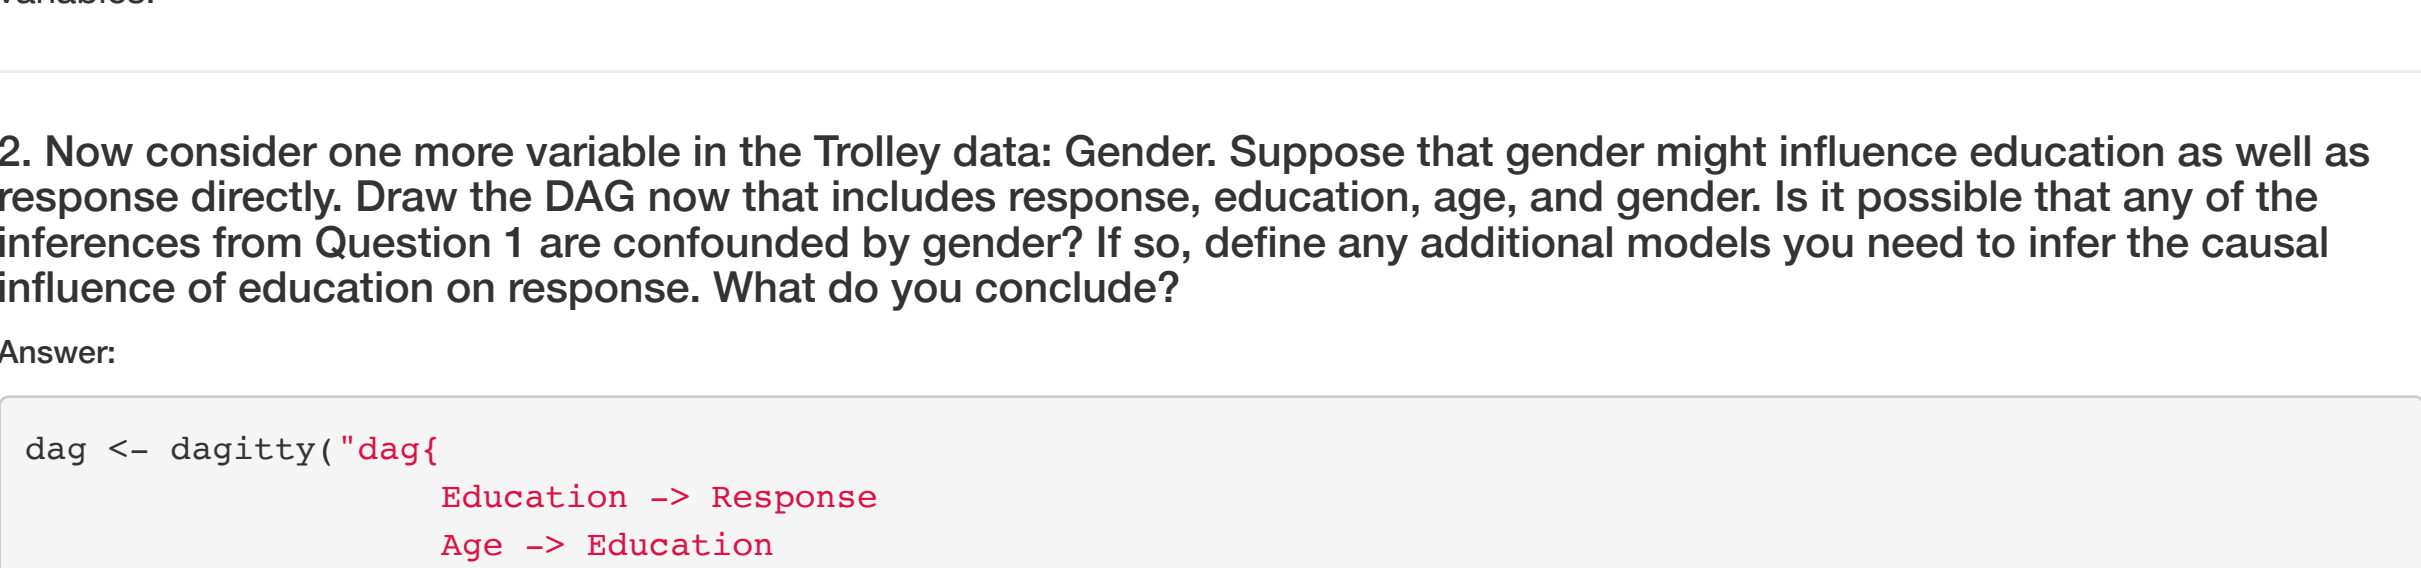 variables.
2. Now consider one more variable in the Trolley data: Gender. Suppose that gender might influence education as well as
response directly. Draw the DAG now that includes response, education, age, and gender. Is it possible that any of the
inferences from Question 1 are confounded by gender? If so, define any additional models you need to infer the causal
influence of education on response. What do you conclude?
Answer:
dag <- dagitty("dag{
Education -> Response
Age -> Education